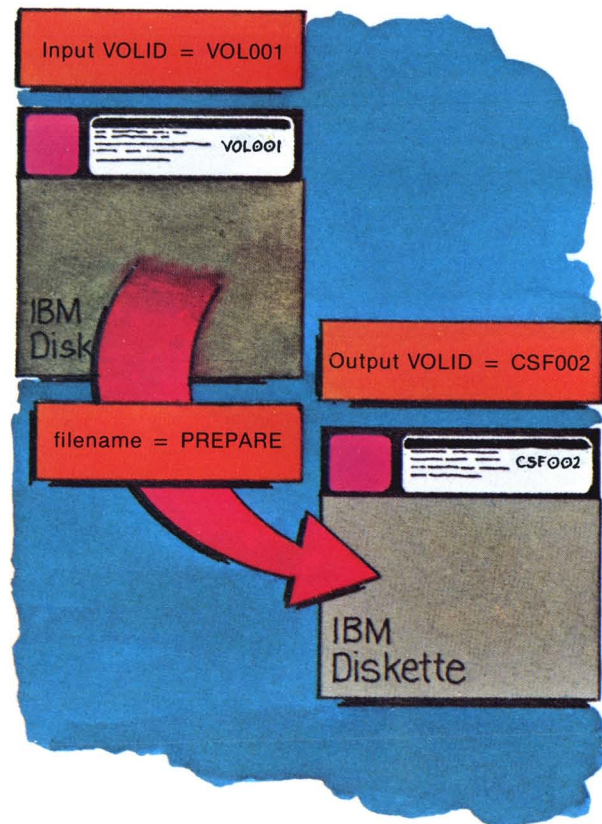 Input VOLID = VOL001
VOL001
IBM
Disk
Output VOLID = CSF002
filename = PREPARE
CSF002
IBM
Diskette